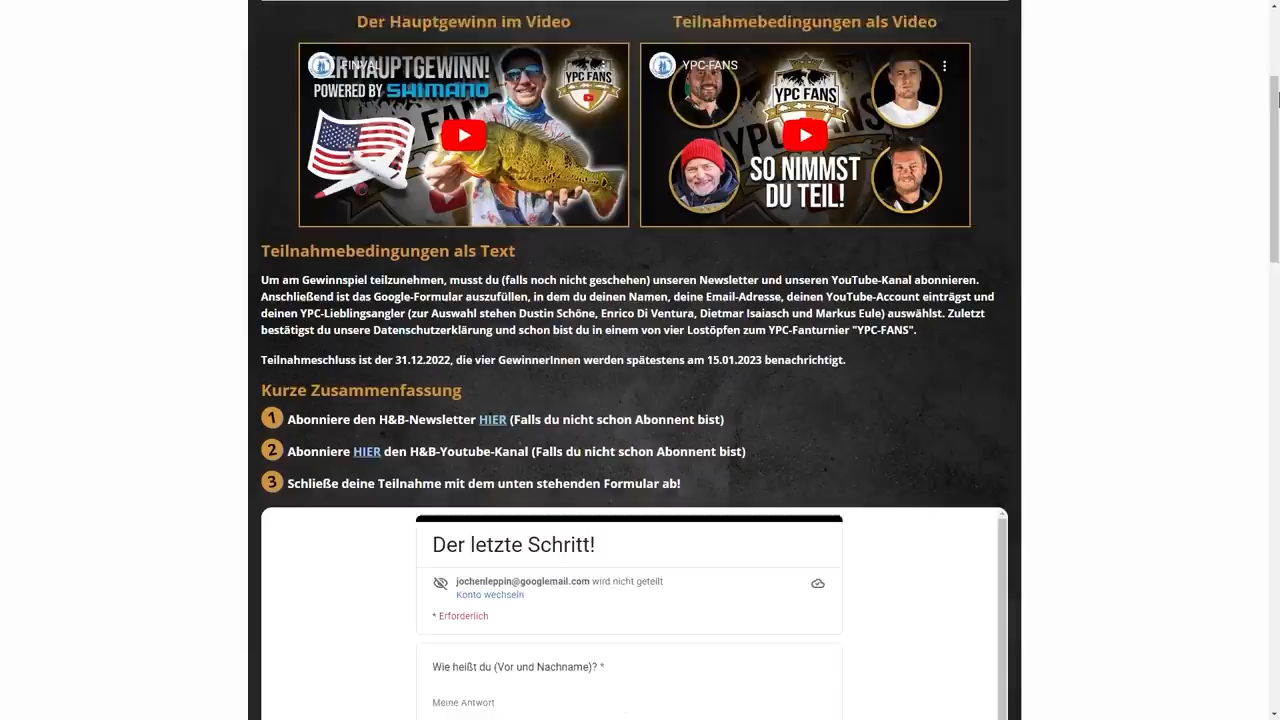 Der Hauptgewinn im Video
Teilnahmebedingungen als Video
DER HAUPTGEWINN!
POWERED BY SHIMANO
YPC FANS
YPC-FANS
YPC FANS
SO NIMMST
DU TEIL!
Teilnahmebedingungen als Text
Um am Gewinnspiel teilzunehmen, musst du (falls noch nicht geschehen) unseren Newsletter und unseren YouTube-Kanal abonnieren.
Anschließend ist das Google-Formular auszufüllen, in dem du deinen Namen, deine Email-Adresse, deinen YouTube-Account einträgst und
deinen YPC-Lieblingsangler (zur Auswahl stehen Dustin Schöne, Enrico Di Ventura, Dietmar Isaiasch und Markus Eule) auswählst. Zuletzt
bestätigst du unsere Datenschutzerklärung und schon bist du in einem von vier Lostöpfen zum YPC-Fanturnier "YPC-FANS".
Teilnahmeschluss ist der 31.12.2022, die vier GewinnerInnen werden spätestens am 15.01.2023 benachrichtigt.
Kurze Zusammenfassung
1 Abonniere den H&B-Newsletter HIER (Falls du nicht schon Abonnent bist)
2 Abonniere HIER den H&B-Youtube-Kanal (Falls du nicht schon Abonnent bist)
3 Schließe deine Teilnahme mit dem unten stehenden Formular ab!
Der letzte Schritt!
jochenleppin@googlemail.com wird nicht geteilt
Konto wechseln
* Erforderlich
Wie heißt du (Vor und Nachname)? *
Meine Antwort